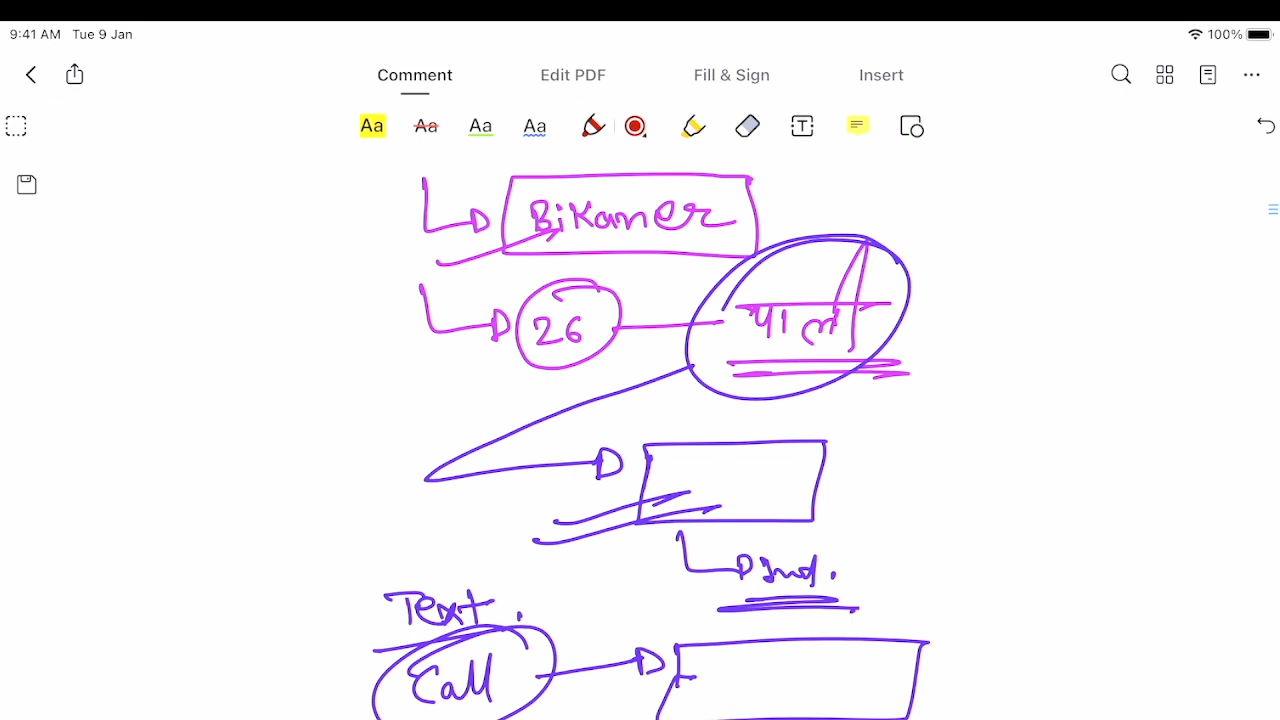 9:41 AM Tue 9 Jan 100%
Comment Edit PDF Fill & Sign Insert
Aa Aa Aa Aa T
Bikaner
26 पाली
Ind.
Text.
Call